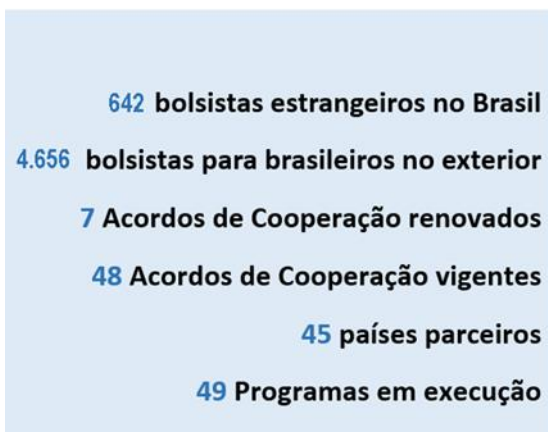 642 bolsistas estrangeiros no Brasil
4.656 bolsistas para brasileiros no exterior
7 Acordos de Cooperação renovados
48 Acordos de Cooperação vigentes
45 países parceiros
49 Programas em execução